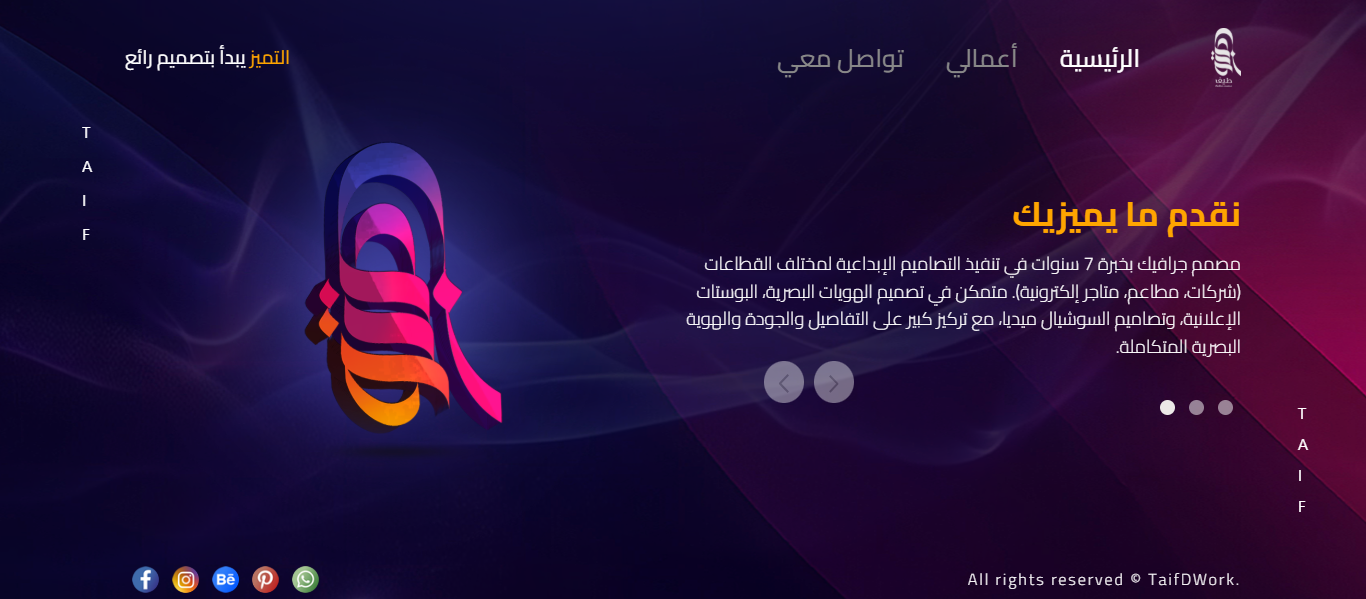 الرئيسية
أعمالي
تواصل معي
التميز يبدأ بتصميم رائع
T
A
I
F
نقدم ما يميزيك
مصمم جرافيك بخبرة 7 سنوات في تنفيذ التصاميم الإبداعية لمختلف القطاعات
(شركات، مطاعم، متاجر إلكترونية). متمكن في تصميم الهويات البصرية، البوستات
الإعلانية، وتصاميم السوشيال ميديا، مع تركيز كبير على التفاصيل والجودة والهوية
البصرية المتكاملة.
T
A
I
F
All rights reserved © TaifDWork.